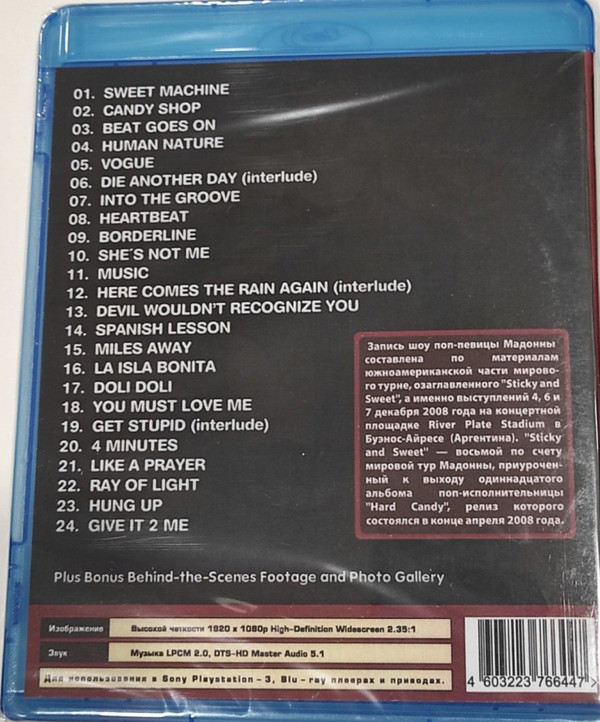 01. SWEET MACHINE
02. CANDY SHOP
03. BEAT GOES ON
04. HUMAN NATURE
05. VOGUE
06. DIE ANOTHER DAY (interlude)
07. INTO THE GROOVE
08. HEARTBEAT
09. BORDERLINE
10. SHE'S NOT ME
11. MUSIC
12. HERE COMES THE RAIN AGAIN (interlude)
13. DEVIL WOULDN'T RECOGNIZE YOU
14. SPANISH LESSON
15. MILES AWAY
16. LA ISLA BONITA
17. DOLI DOLI
18. YOU MUST LOVE ME
19. GET STUPID (interlude)
20. 4 MINUTES
21. LIKE A PRAYER
22. RAY OF LIGHT
23. HUNG UP
24. GIVE IT 2 ME
Запись шоу поп-певицы Мадонны
составлена по материалам
южноамериканской части мирово-
го турне, озаглавленного "Sticky and
Sweet", а именно выступлений 4, 6 и
7 декабря 2008 года на концертной
площадке River Plate Stadium в
Буэнос-Айресе (Аргентина). "Sticky
and Sweet" — восьмой по счету
мировой тур Мадонны, приурочен-
ный к выходу одиннадцатого
альбома поп-исполнительницы
"Hard Candy", релиз которого
состоялся в конце апреля 2008 года.
Plus Bonus Behind-the-Scenes Footage and Photo Gallery
Изображение Высокой четкости 1920 x 1080p High-Definition Widescreen 2.35:1
Звук Музыка LPCM 2.0, DTS-HD Master Audio 5.1
Для использования в Sony Playstation - 3, Blu - ray плеерах и приводах.
4 603223 766447 >